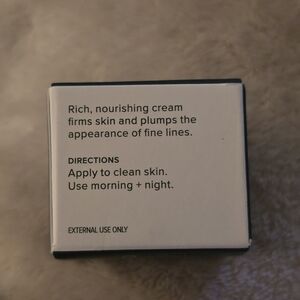 Rich, nourishing cream
firms skin and plumps the
appearance of fine lines.
DIRECTIONS
Apply to clean skin.
Use morning + night.
EXTERNAL USE ONLY